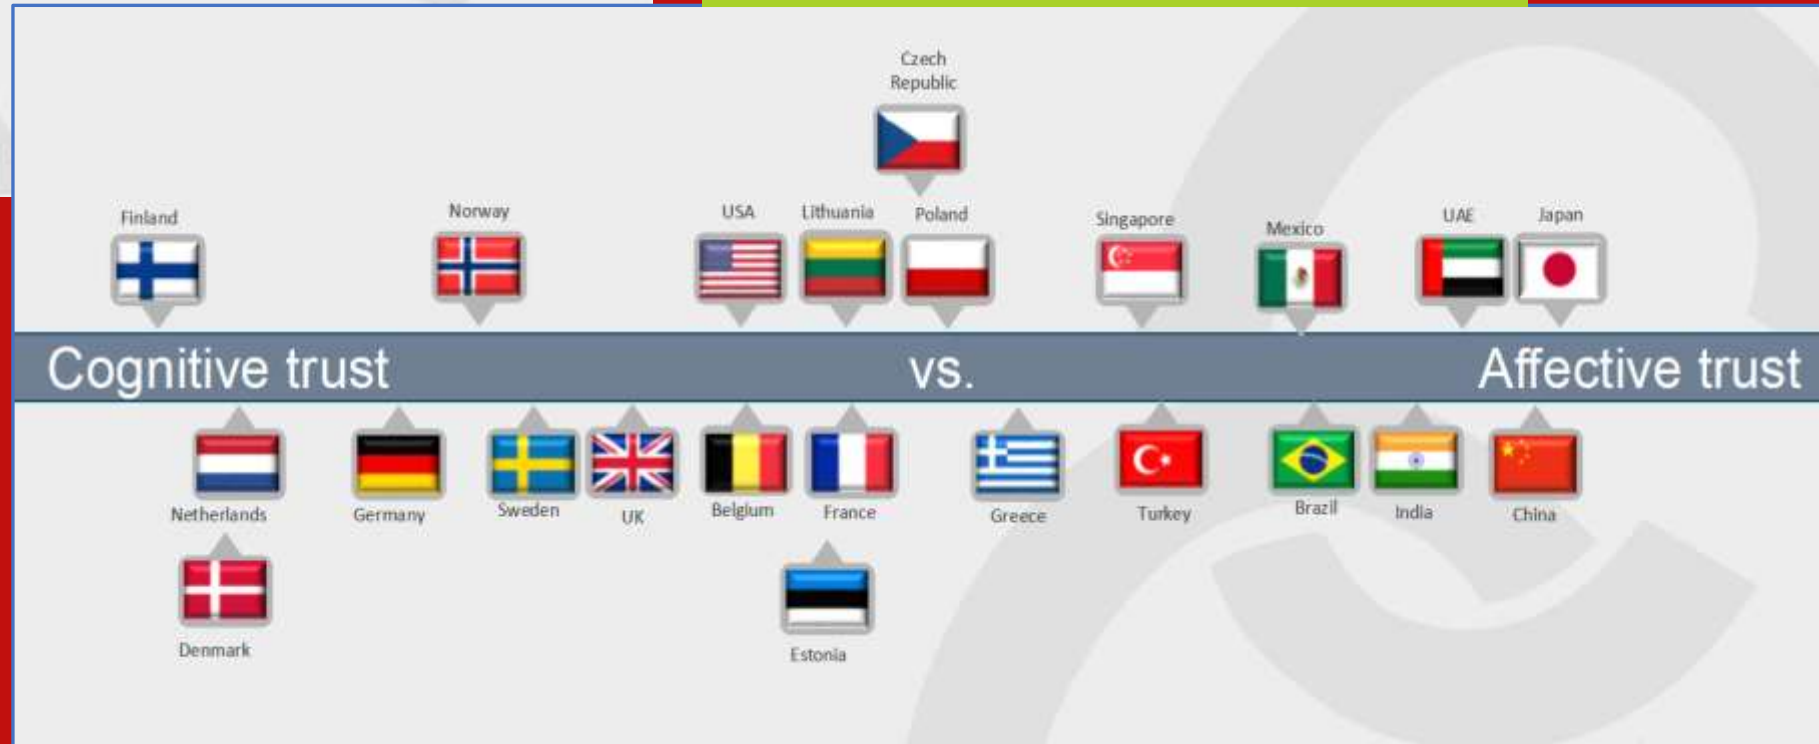 Czech
Republic
Finland
Norway
USA
Lithuania
Poland
Singapore
Mexico
UAE
Japan
Cognitive trust
vs.
Affective trust
Netherlands
Germany
Sweden
UK
Belgium
France
Greece
Turkey
Brazil
India
China
Denmark
Estonia